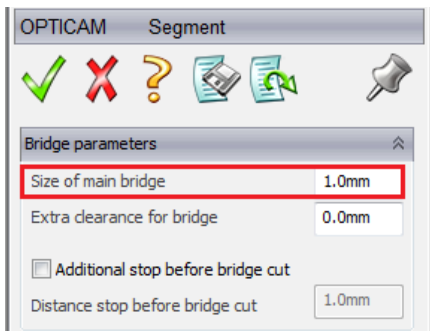 OPTICAM Segment
Bridge parameters
Size of main bridge 1.0mm
Extra clearance for bridge 0.0mm
Additional stop before bridge cut
Distance stop before bridge cut 1.0mm